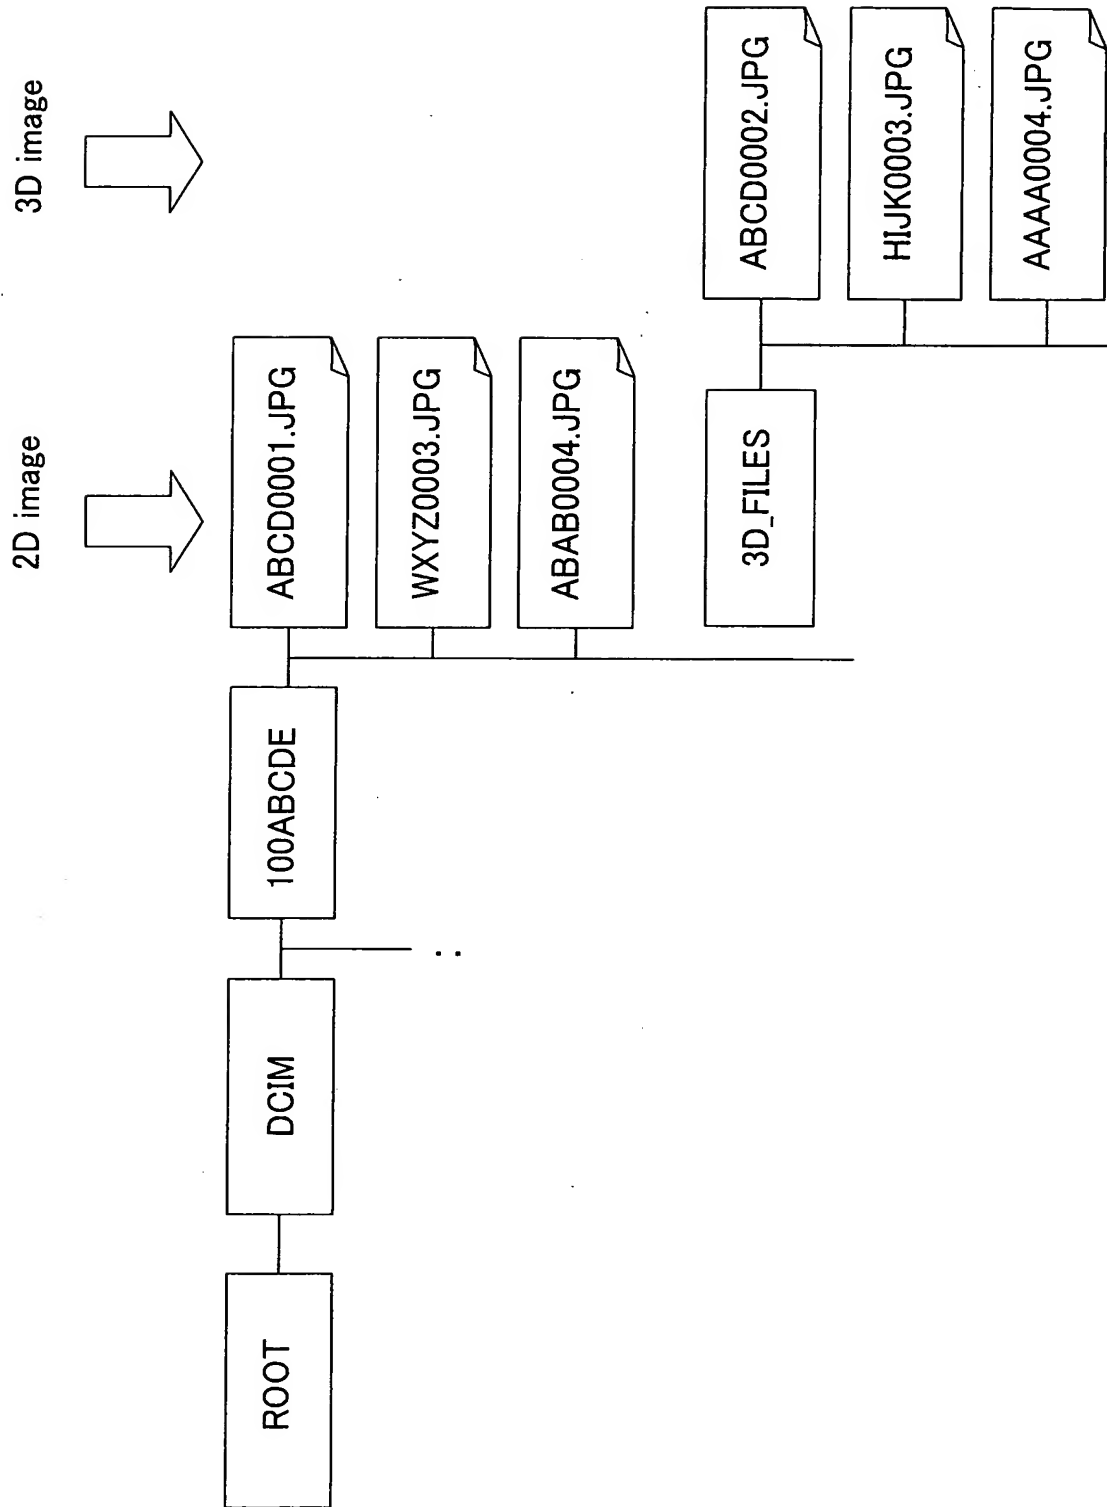 2D image
3D image
ROOT
DCIM
100ABCDE
ABCD0001.JPG
WXYZ0003.JPG
ABAB0004.JPG
3D_FILES
ABCD0002.JPG
HIJK0003.JPG
AAAA0004.JPG